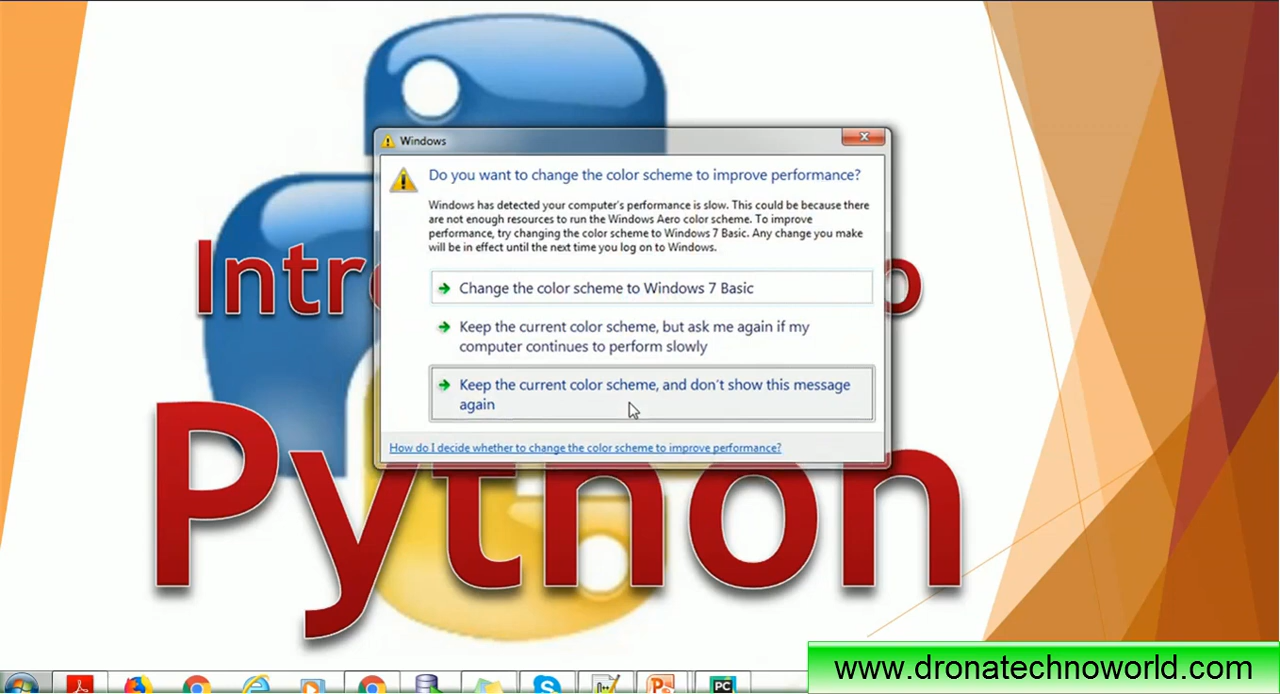 Windows
Do you want to change the color scheme to improve performance?
Windows has detected your computer's performance is slow. This could be because there
are not enough resources to run the Windows Aero color scheme. To improve
performance, try changing the color scheme to Windows 7 Basic. Any change you make
will be in effect until the next time you log on to Windows.
Change the color scheme to Windows 7 Basic
Keep the current color scheme, but ask me again if my
computer continues to perform slowly
Keep the current color scheme, and don't show this message
again
How do I decide whether to change the color scheme to improve performance?
Python
PC
www.dronatechnoworld.com